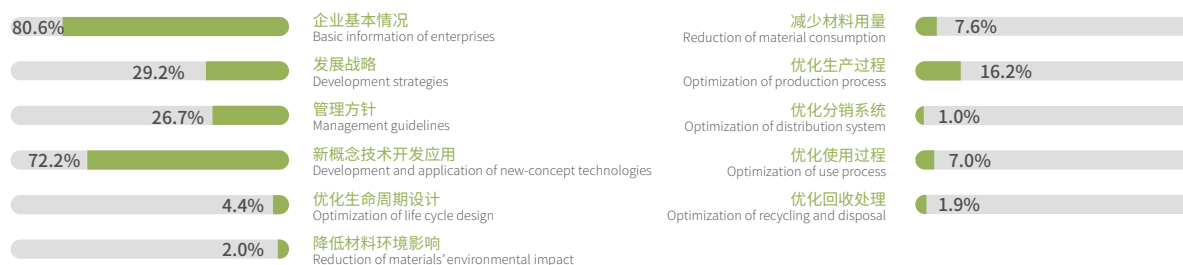 80.6%
企业基本情况
Basic information of enterprises
29.2%
发展战略
Development strategies
26.7%
管理方针
Management guidelines
72.2%
新概念技术开发应用
Development and application of new-concept technologies
4.4%
优化生命周期设计
Optimization of life cycle design
2.0%
降低材料环境影响
Reduction of materials' environmental impact
减少材料用量
Reduction of material consumption
7.6%
优化生产过程
Optimization of production process
16.2%
优化分销系统
Optimization of distribution system
1.0%
优化使用过程
Optimization of use process
7.0%
优化回收处理
Optimization of recycling and disposal
1.9%